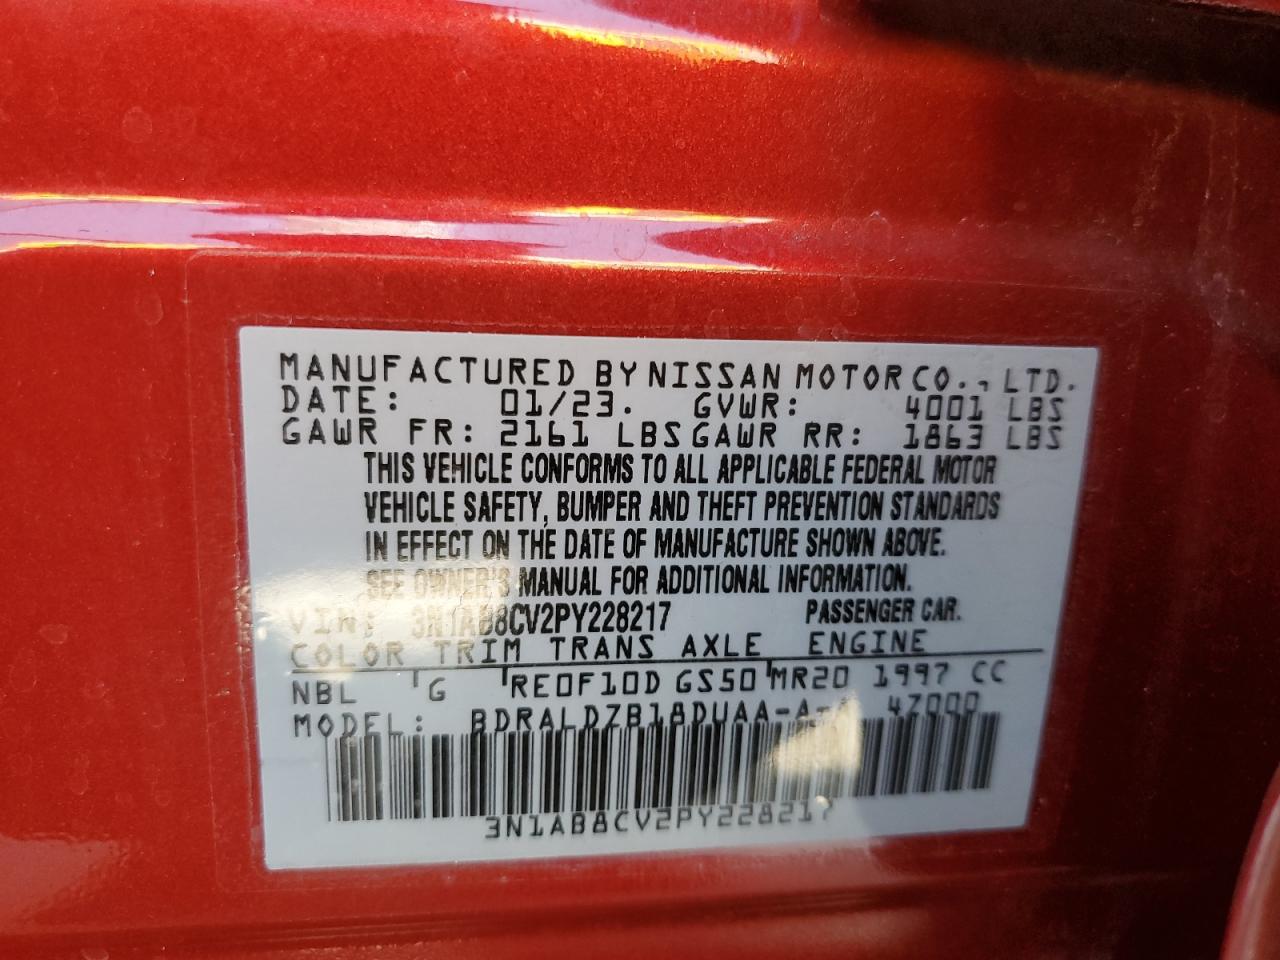 MANUFACTURED BY NISSAN MOTOR CO., LTD.
DATE: 01/23. GVWR: 4001 LBS
GAWR FR: 2161 LBS GAWR RR: 1863 LBS
THIS VEHICLE CONFORMS TO ALL APPLICABLE FEDERAL MOTOR
VEHICLE SAFETY, BUMPER AND THEFT PREVENTION STANDARDS
IN EFFECT ON THE DATE OF MANUFACTURE SHOWN ABOVE.
SEE OWNER'S MANUAL FOR ADDITIONAL INFORMATION.
VIN: 3N1AB8CV2PY228217 PASSENGER CAR.
COLOR TRIM TRANS AXLE ENGINE
NBL G RE0F10D GS50 MR20 1997 CC
MODEL: BDRALDZB18DUAA-A-A 47000
3N1AB8CV2PY228217